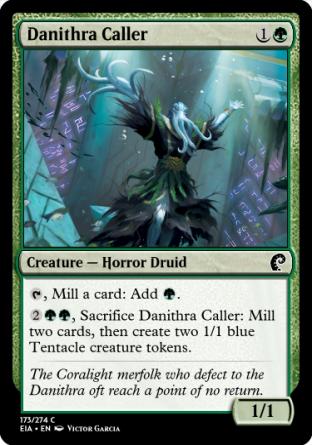 Danithra Caller 1
Creature — Horror Druid
, Mill a card: Add .
2, Sacrifice Danithra Caller: Mill
two cards, then create two 1/1 blue
Tentacle creature tokens.
The Coralight merfolk who defect to the
Danithra oft reach a point of no return.
1/1
173/274 C
EIA • EN Victor Garcia